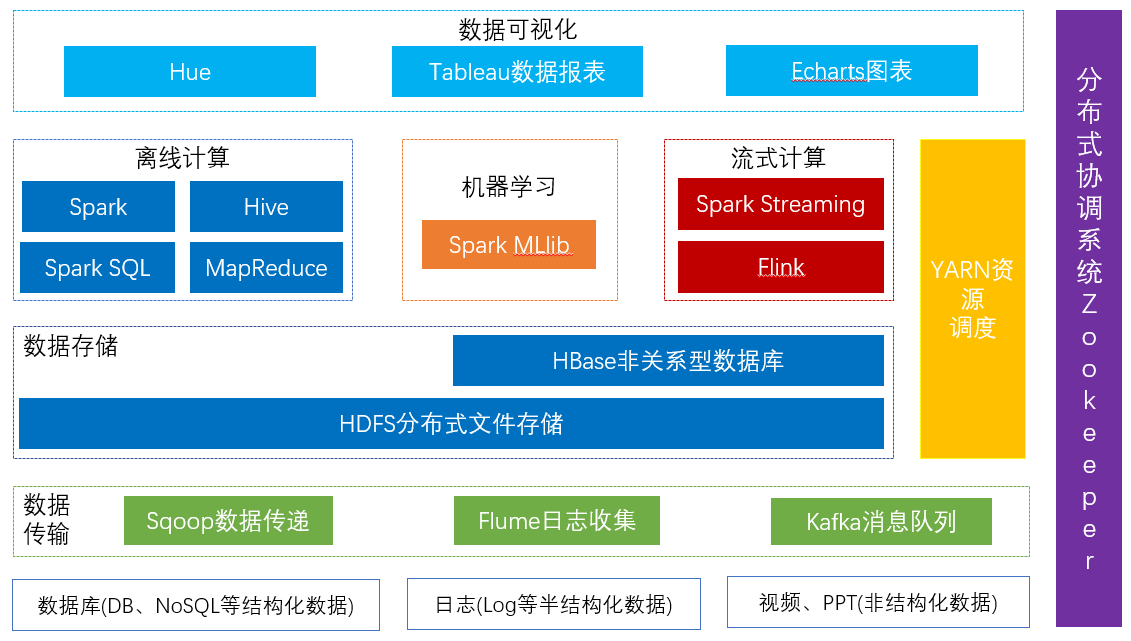 数据可视化
Hue
Tableau数据报表
Echarts图表
离线计算
Spark
Hive
Spark SQL
MapReduce
机器学习
Spark MLlib
流式计算
Spark Streaming
Flink
YARN资
源
调度
数据存储
HBase非关系型数据库
HDFS分布式文件存储
数据
传输
Sqoop数据传递
Flume日志收集
Kafka消息队列
数据库(DB、NoSQL等结构化数据)
日志(Log等半结构化数据)
视频、PPT(非结构化数据)
分布式协调系统Zookeeper